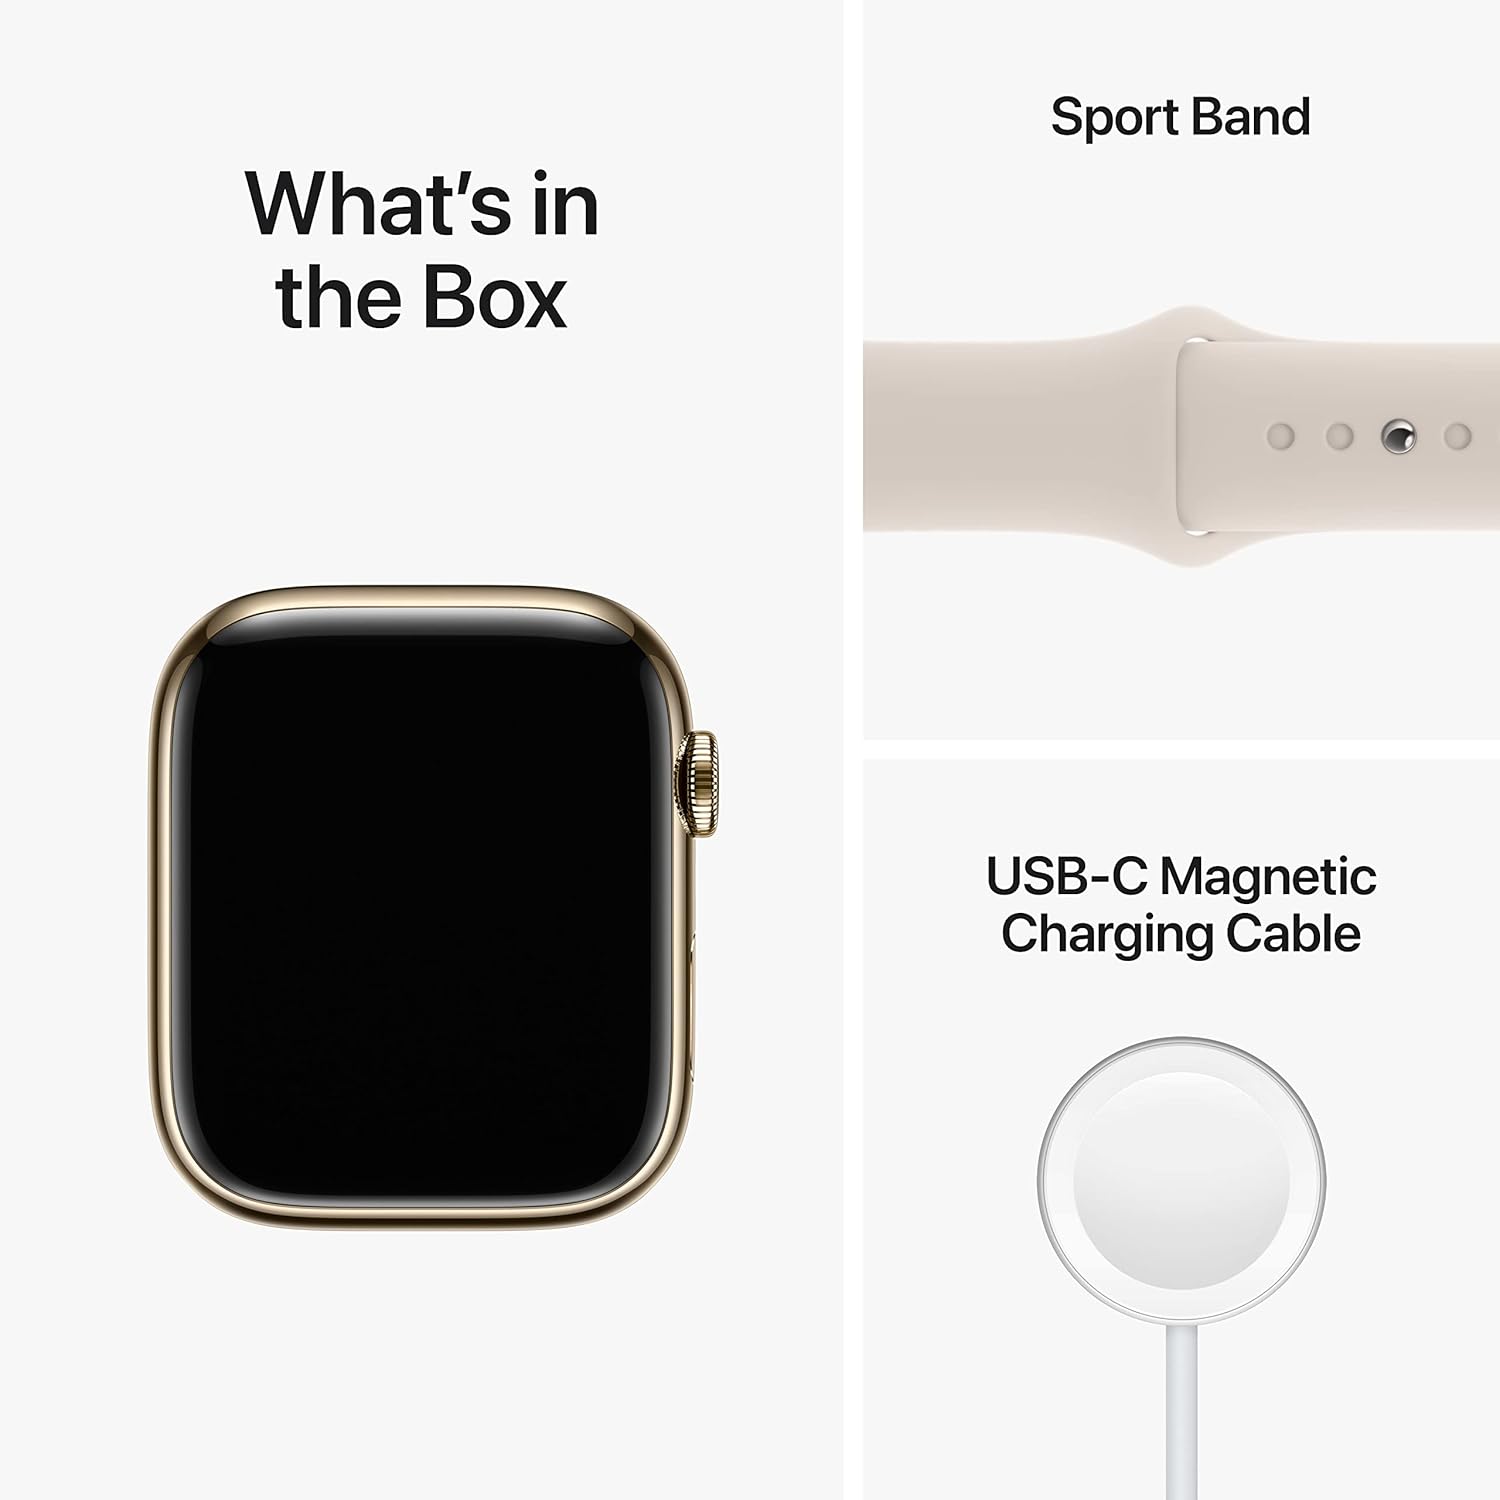 What’s in
the Box
Sport Band
USB-C Magnetic
Charging Cable